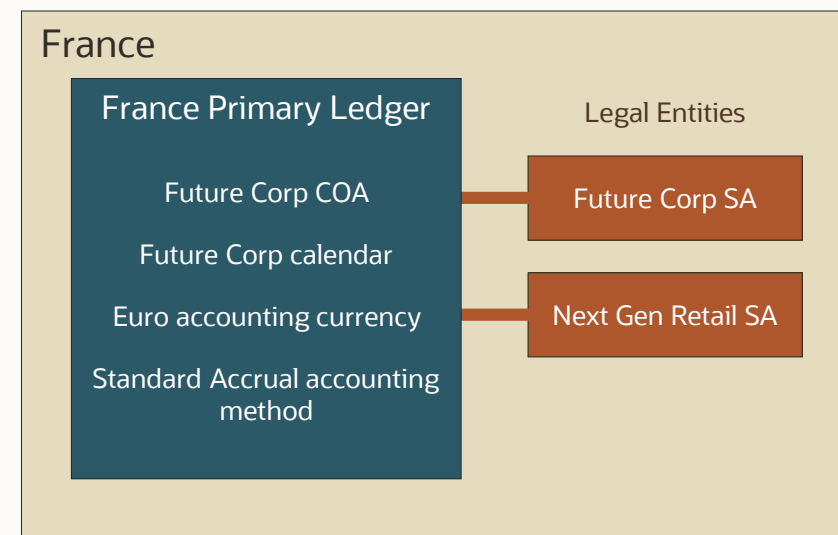 France
France Primary Ledger
Future Corp COA
Future Corp calendar
Euro accounting currency
Standard Accrual accounting
method
Legal Entities
Future Corp SA
Next Gen Retail SA